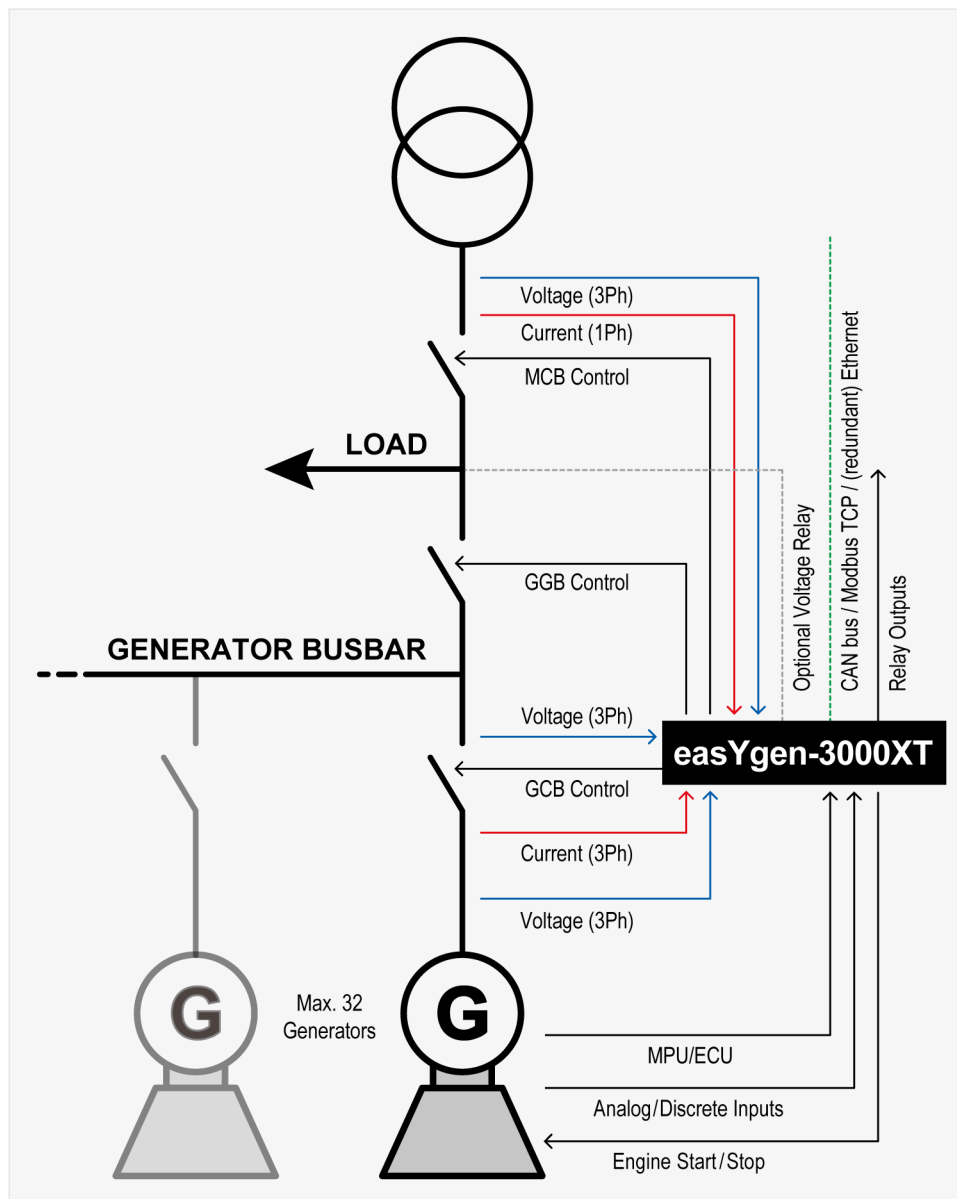 Voltage (3Ph)
Current (1Ph)
MCB Control
LOAD
GGB Control
GENERATOR BUSBAR
Optional Voltage Relay
CAN bus / Modbus TCP / (redundant) Ethernet
Relay Outputs
Voltage (3Ph)
easYgen-3000XT
GCB Control
Current (3Ph)
Voltage (3Ph)
G
Max. 32
Generators
G
MPU/ECU
Analog/Discrete Inputs
Engine Start/Stop